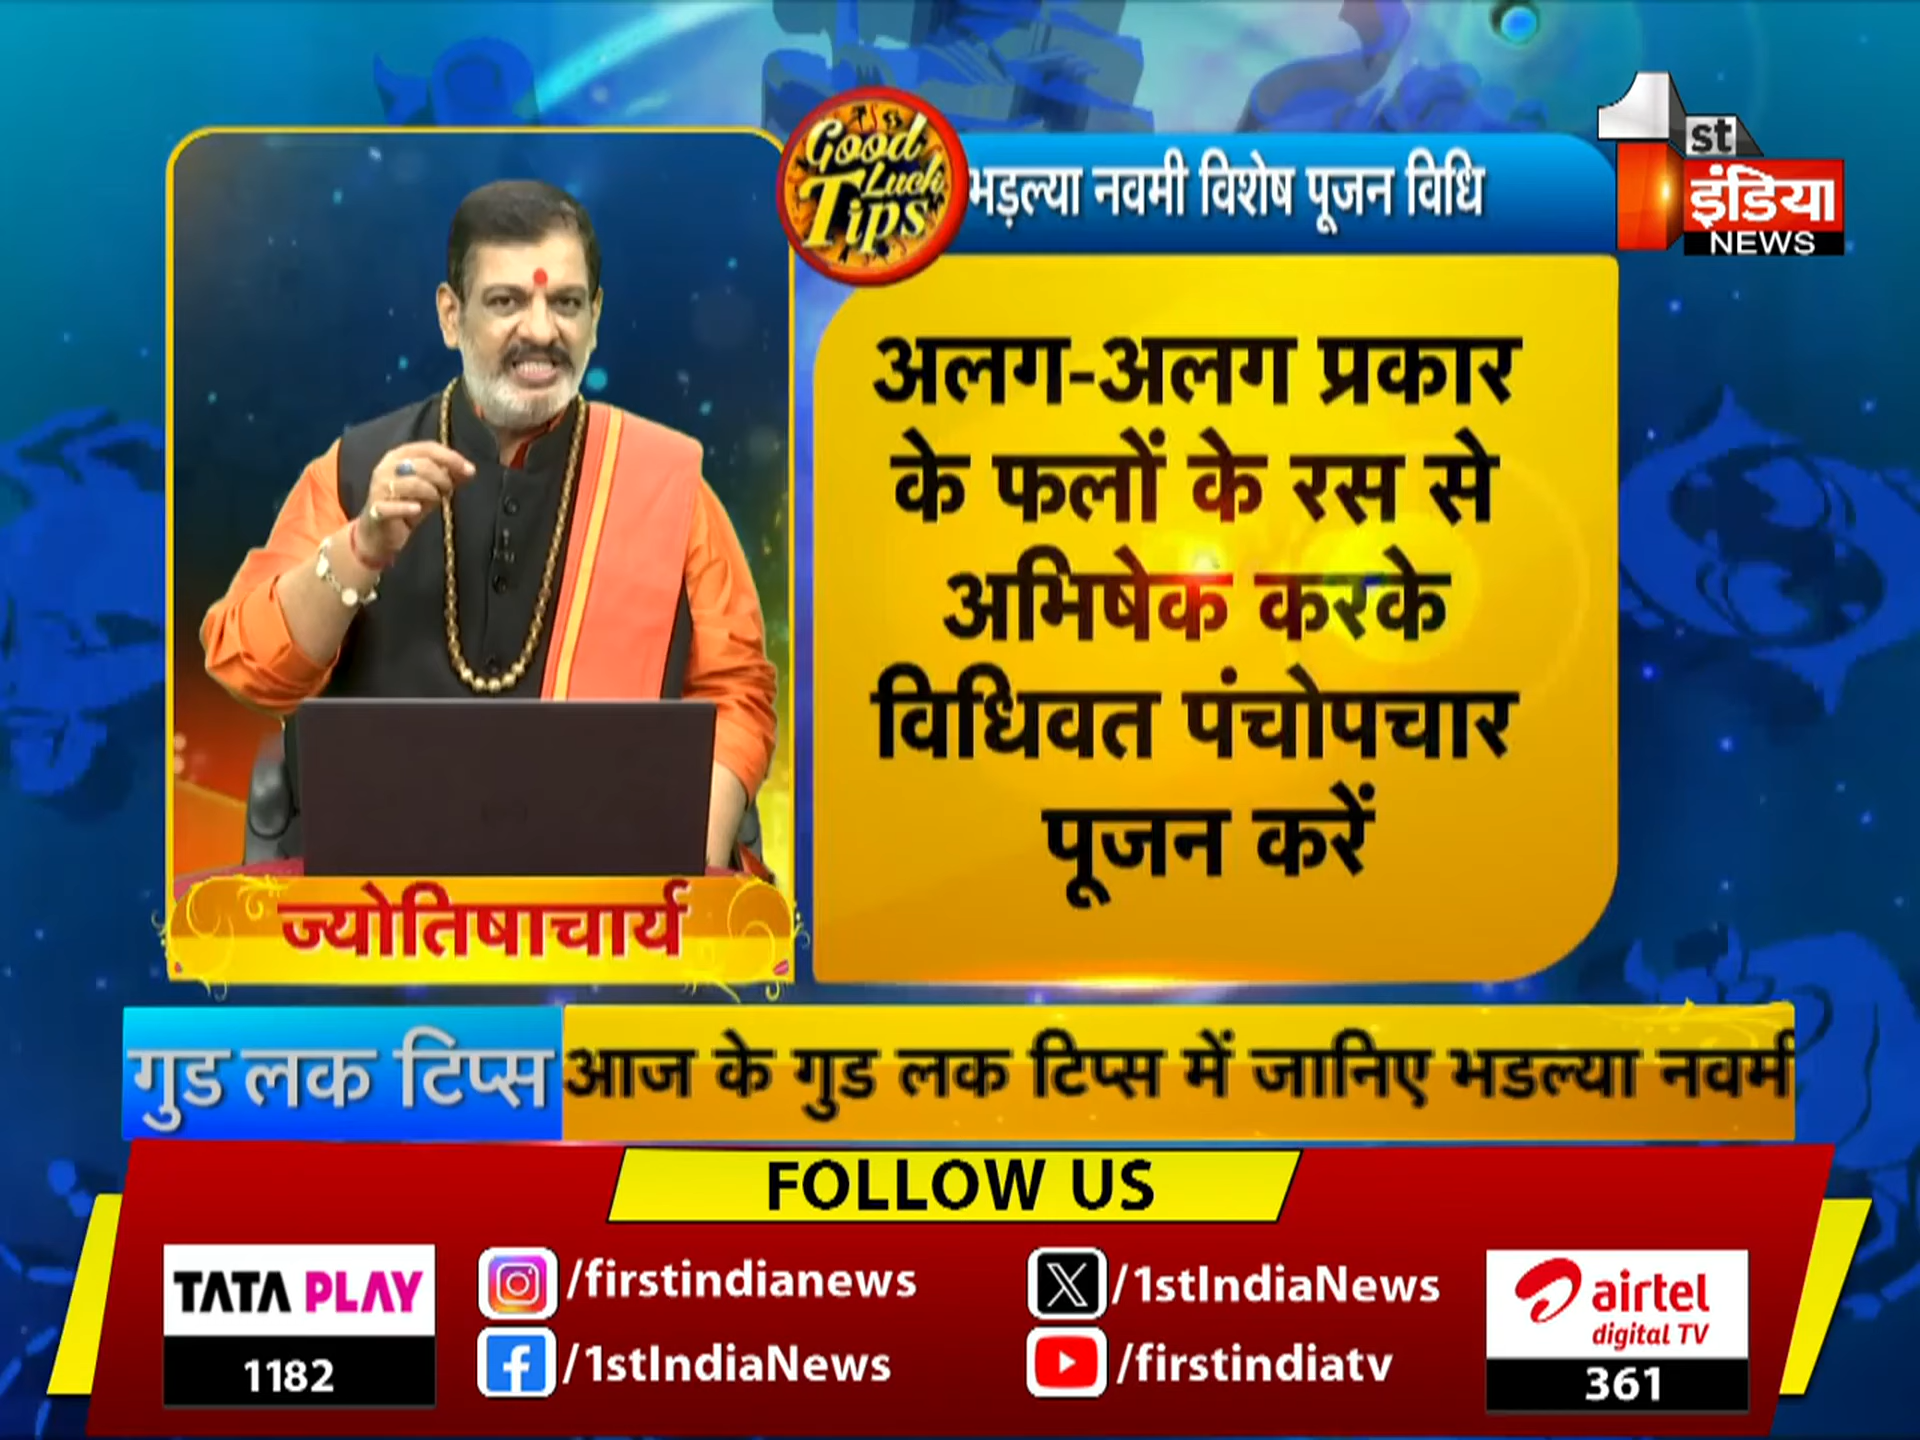 Good
Luck
Tips
भड़ल्या नवमी विशेष पूजन विधि
1st
इंडिया
NEWS
अलग-अलग प्रकार
के फलों के रस से
अभिषेक करके
विधिवत पंचोपचार
पूजन करें
ज्योतिषाचार्य
गुड लक टिप्स
आज के गुड लक टिप्स में जानिए भडल्या नवमी
FOLLOW US
TATA PLAY
1182
/firstindianews
/1stIndiaNews
/1stIndiaNews
/firstindiatv
airtel
digital TV
361